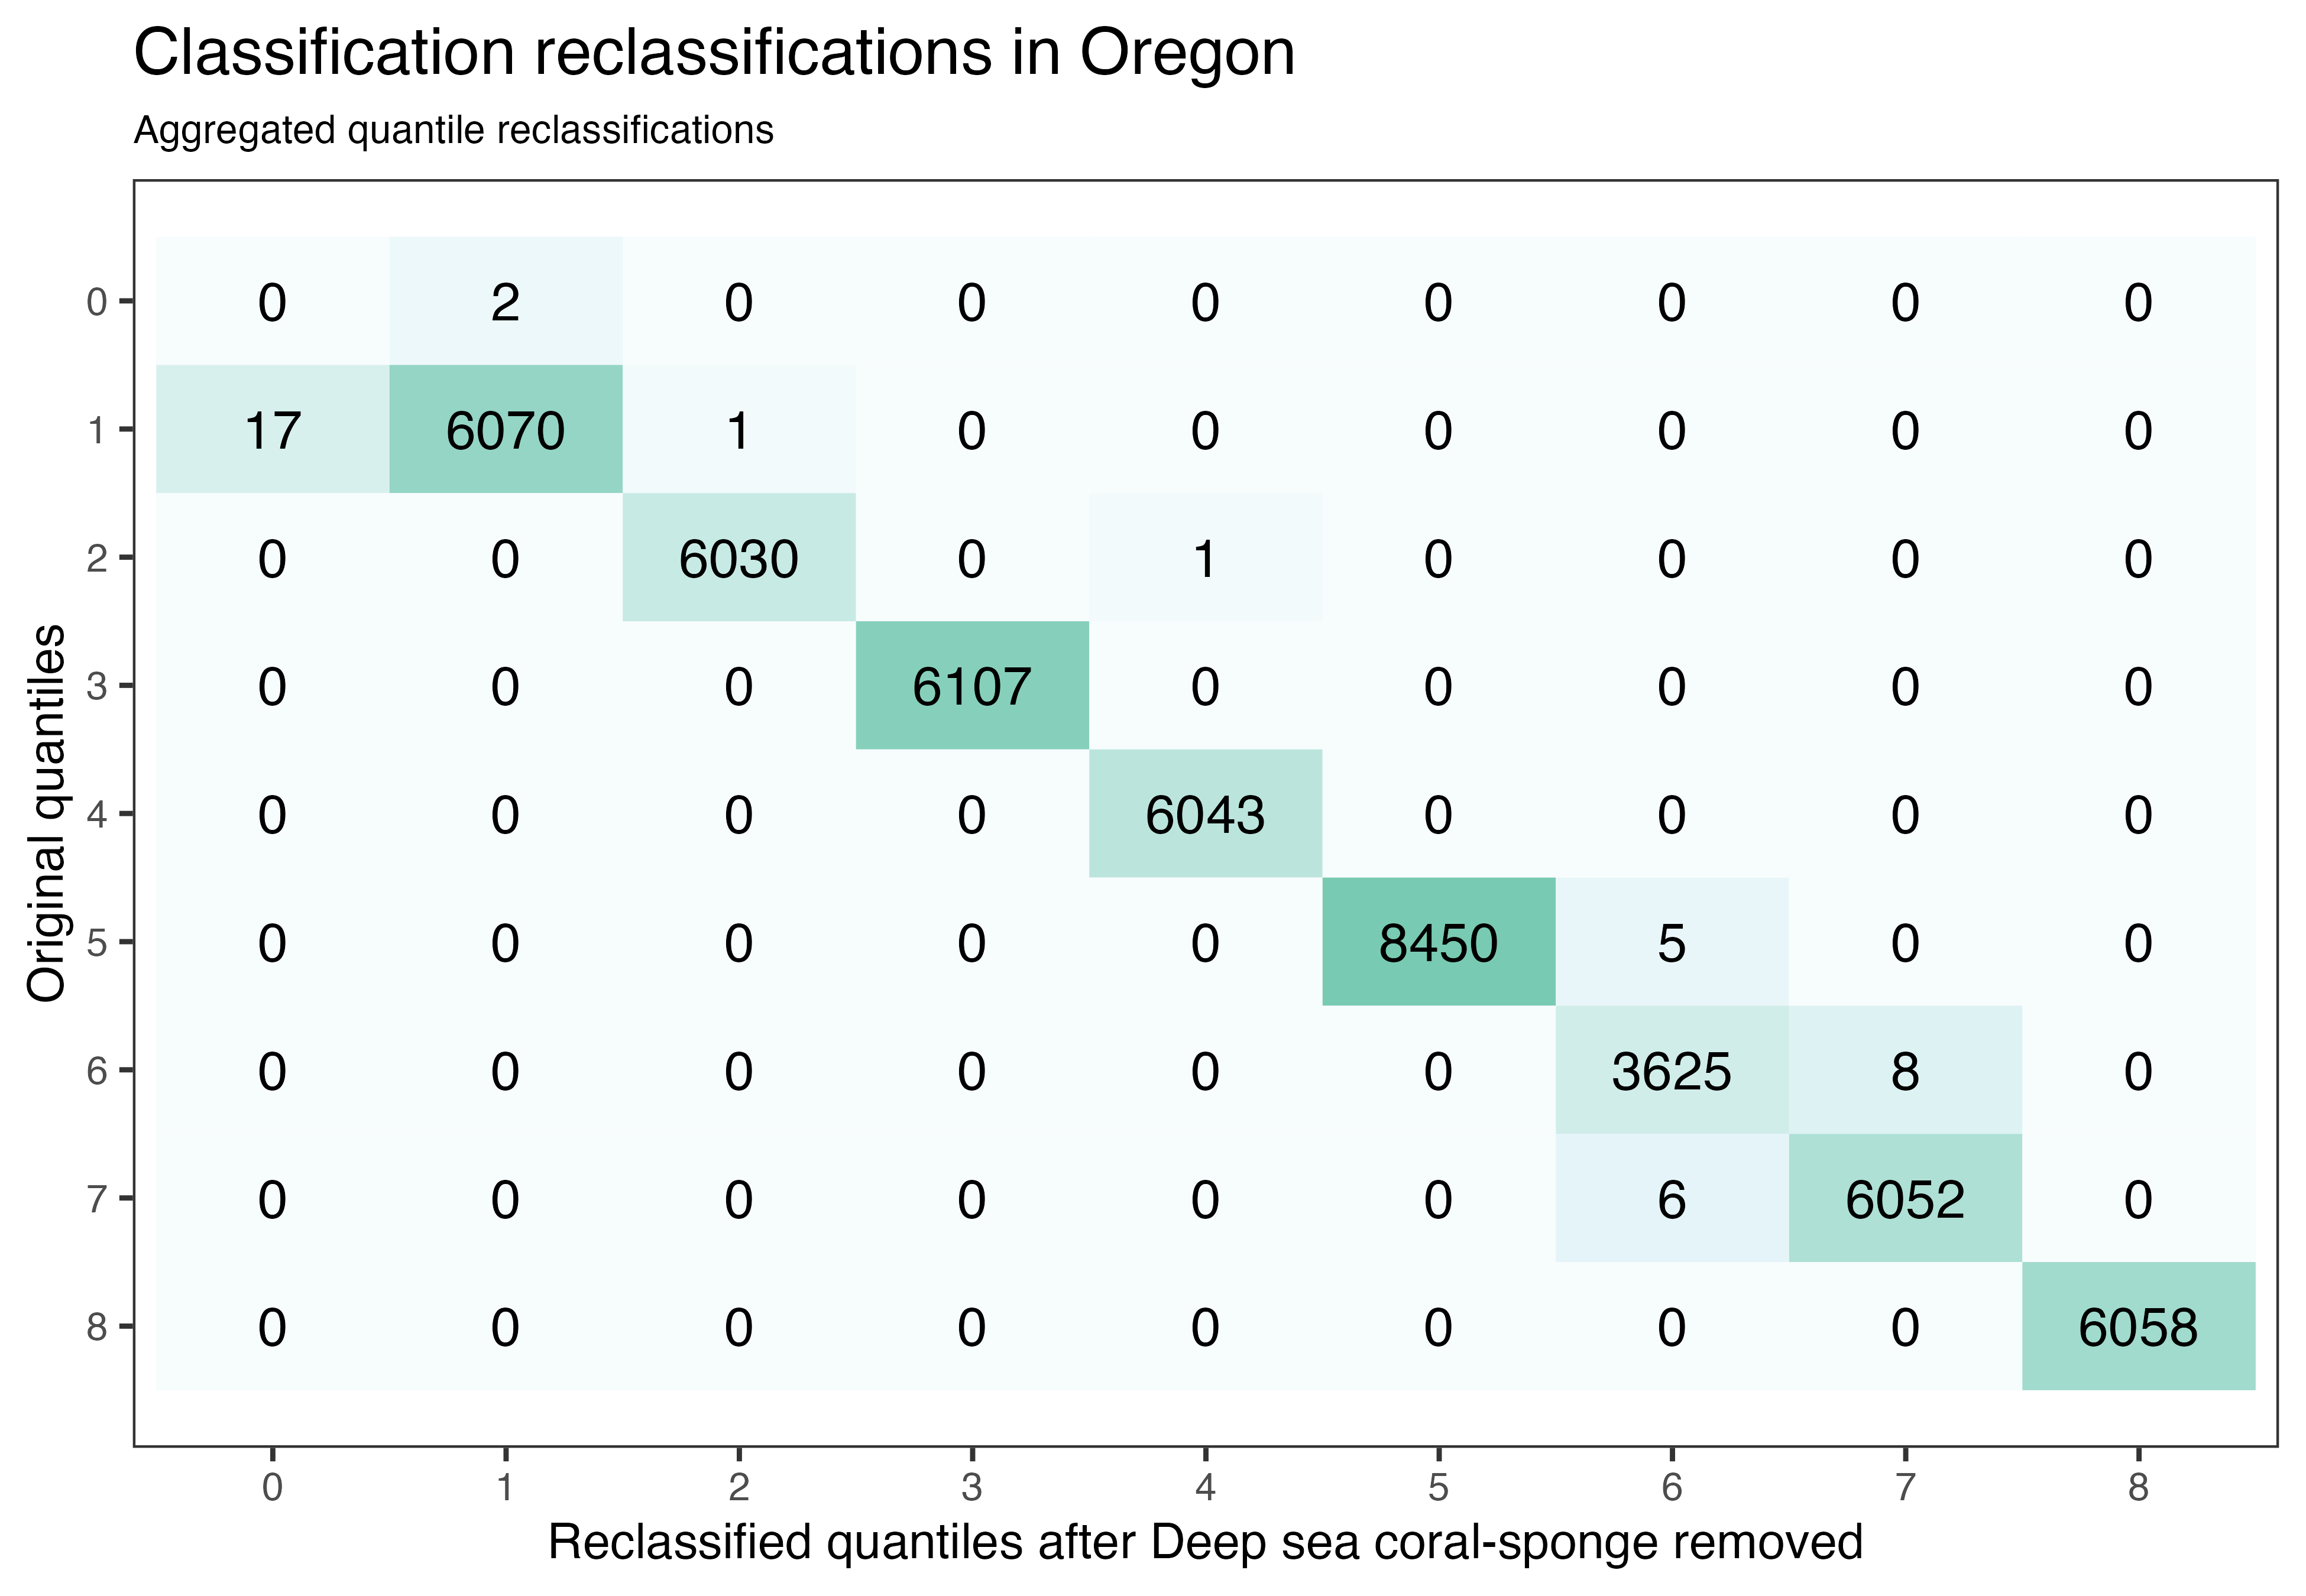 Classification reclassifications in Oregon
Aggregated quantile reclassifications
Original quantiles
0 0 2 0 0 0 0 0 0 0
1 17 6070 1 0 0 0 0 0 0
2 0 0 6030 0 1 0 0 0 0
3 0 0 0 6107 0 0 0 0 0
4 0 0 0 0 6043 0 0 0 0
5 0 0 0 0 0 8450 5 0 0
6 0 0 0 0 0 0 3625 8 0
7 0 0 0 0 0 0 6 6052 0
8 0 0 0 0 0 0 0 0 6058
0 1 2 3 4 5 6 7 8
Reclassified quantiles after Deep sea coral-sponge removed